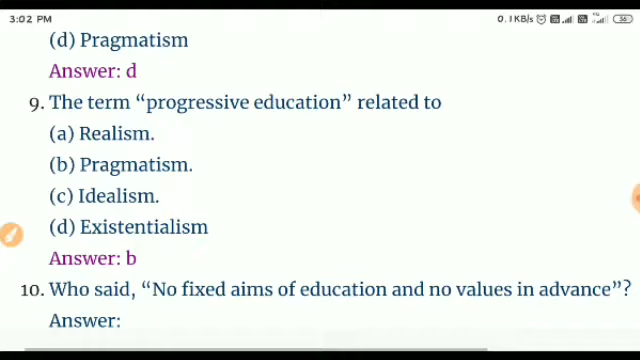 3:02 PM 0.1KB/s 36
(d) Pragmatism
Answer: d
9. The term “progressive education” related to
(a) Realism.
(b) Pragmatism.
(c) Idealism.
(d) Existentialism
Answer: b
10. Who said, “No fixed aims of education and no values in advance”?
Answer: